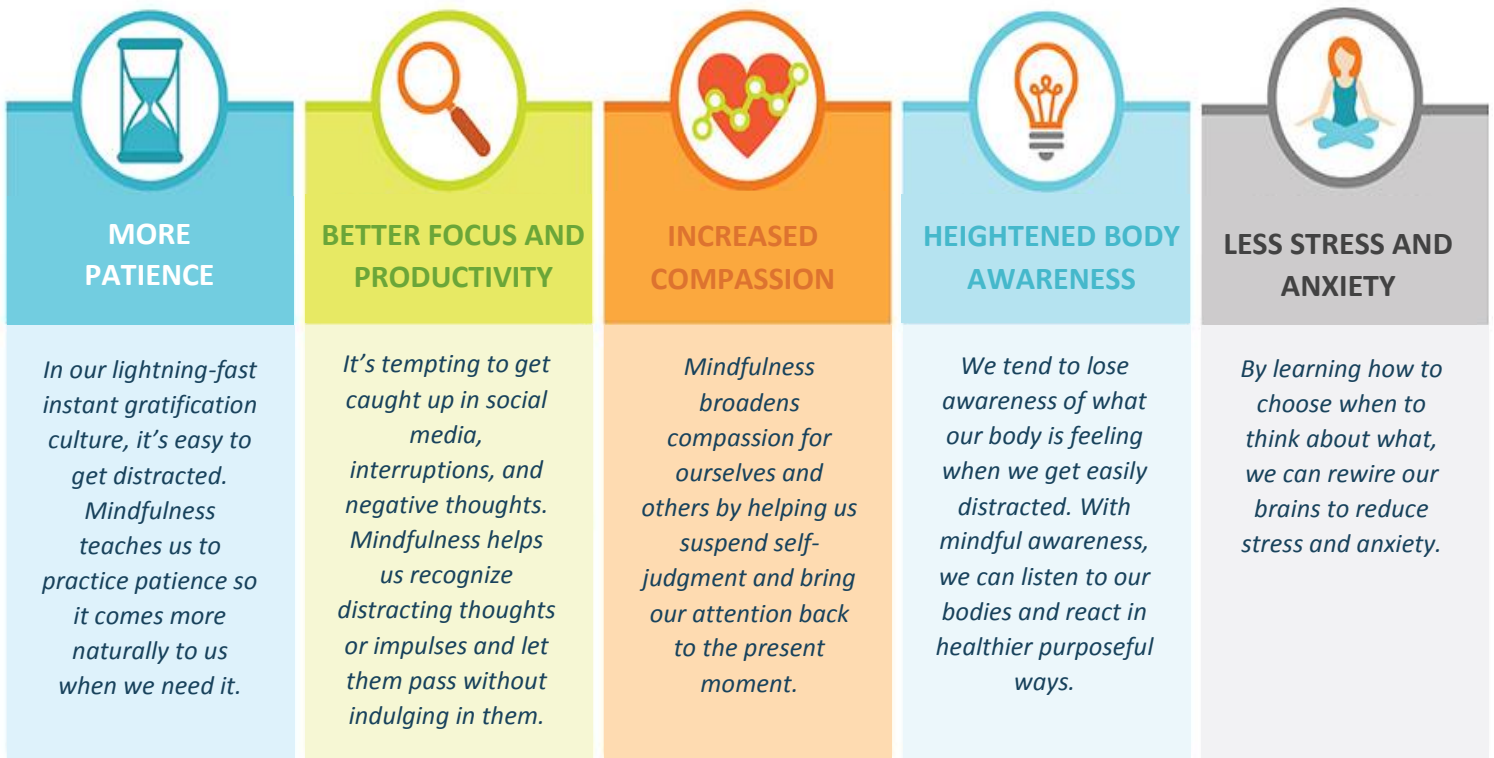 MORE
PATIENCE
In our lightning-fast
instant gratification
culture, it’s easy to
get distracted.
Mindfulness
teaches us to
practice patience so
it comes more
naturally to us
when we need it.
BETTER FOCUS AND
PRODUCTIVITY
It’s tempting to get
caught up in social
media,
interruptions, and
negative thoughts.
Mindfulness helps
us recognize
distracting thoughts
or impulses and let
them pass without
indulging in them.
INCREASED
COMPASSION
Mindfulness
broadens
compassion for
ourselves and
others by helping us
suspend self-
judgment and bring
our attention back
to the present
moment.
HEIGHTENED BODY
AWARENESS
We tend to lose
awareness of what
our body is feeling
when we get easily
distracted. With
mindful awareness,
we can listen to our
bodies and react in
healthier purposeful
ways.
LESS STRESS AND
ANXIETY
By learning how to
choose when to
think about what,
we can rewire our
brains to reduce
stress and anxiety.